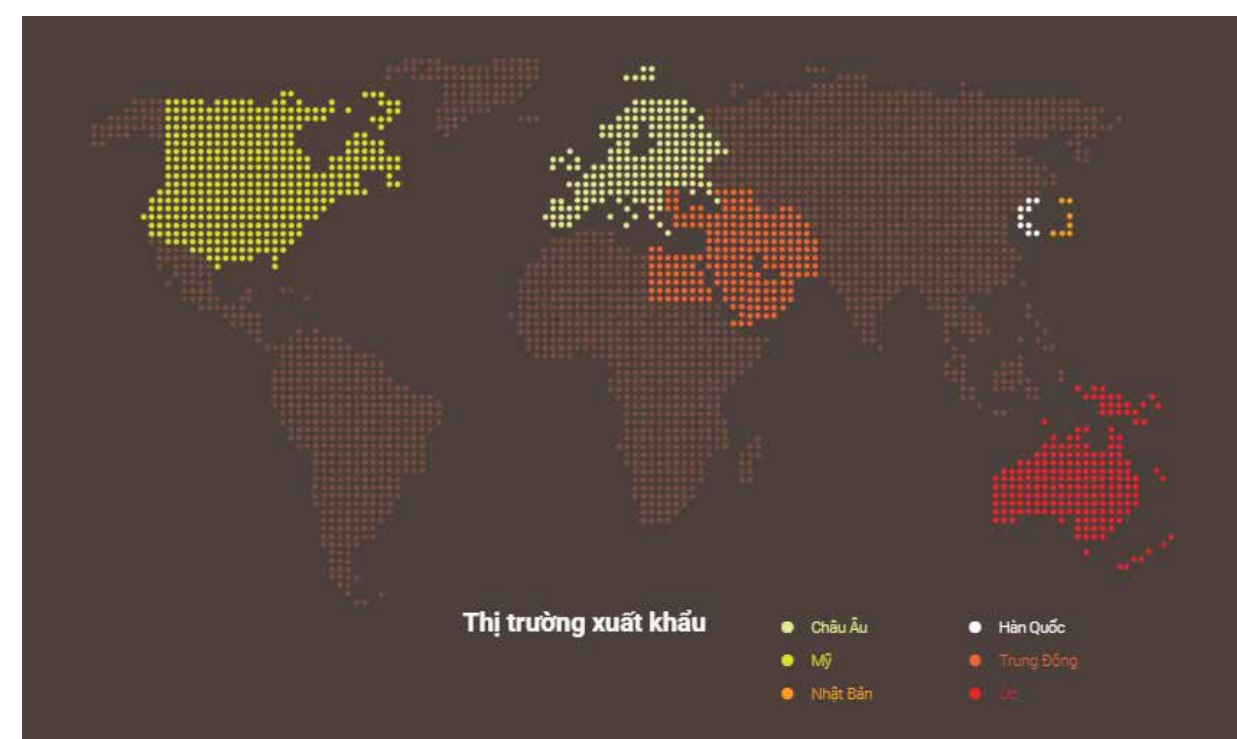 Thị trường xuất khẩu
Châu Âu
Mỹ
Nhật Bản
Hàn Quốc
Trung Đông
Úc